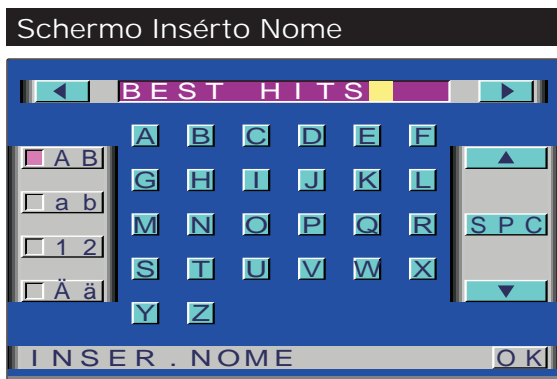 Schermo Insérto Nome
◄ BEST HITS ►
A B C D E F
A B
▲
G H I J K L
a b
M N O P Q R
SPC
1 2
S T U V W X
Ä ä
▼
Y Z
INSER.NOME OK